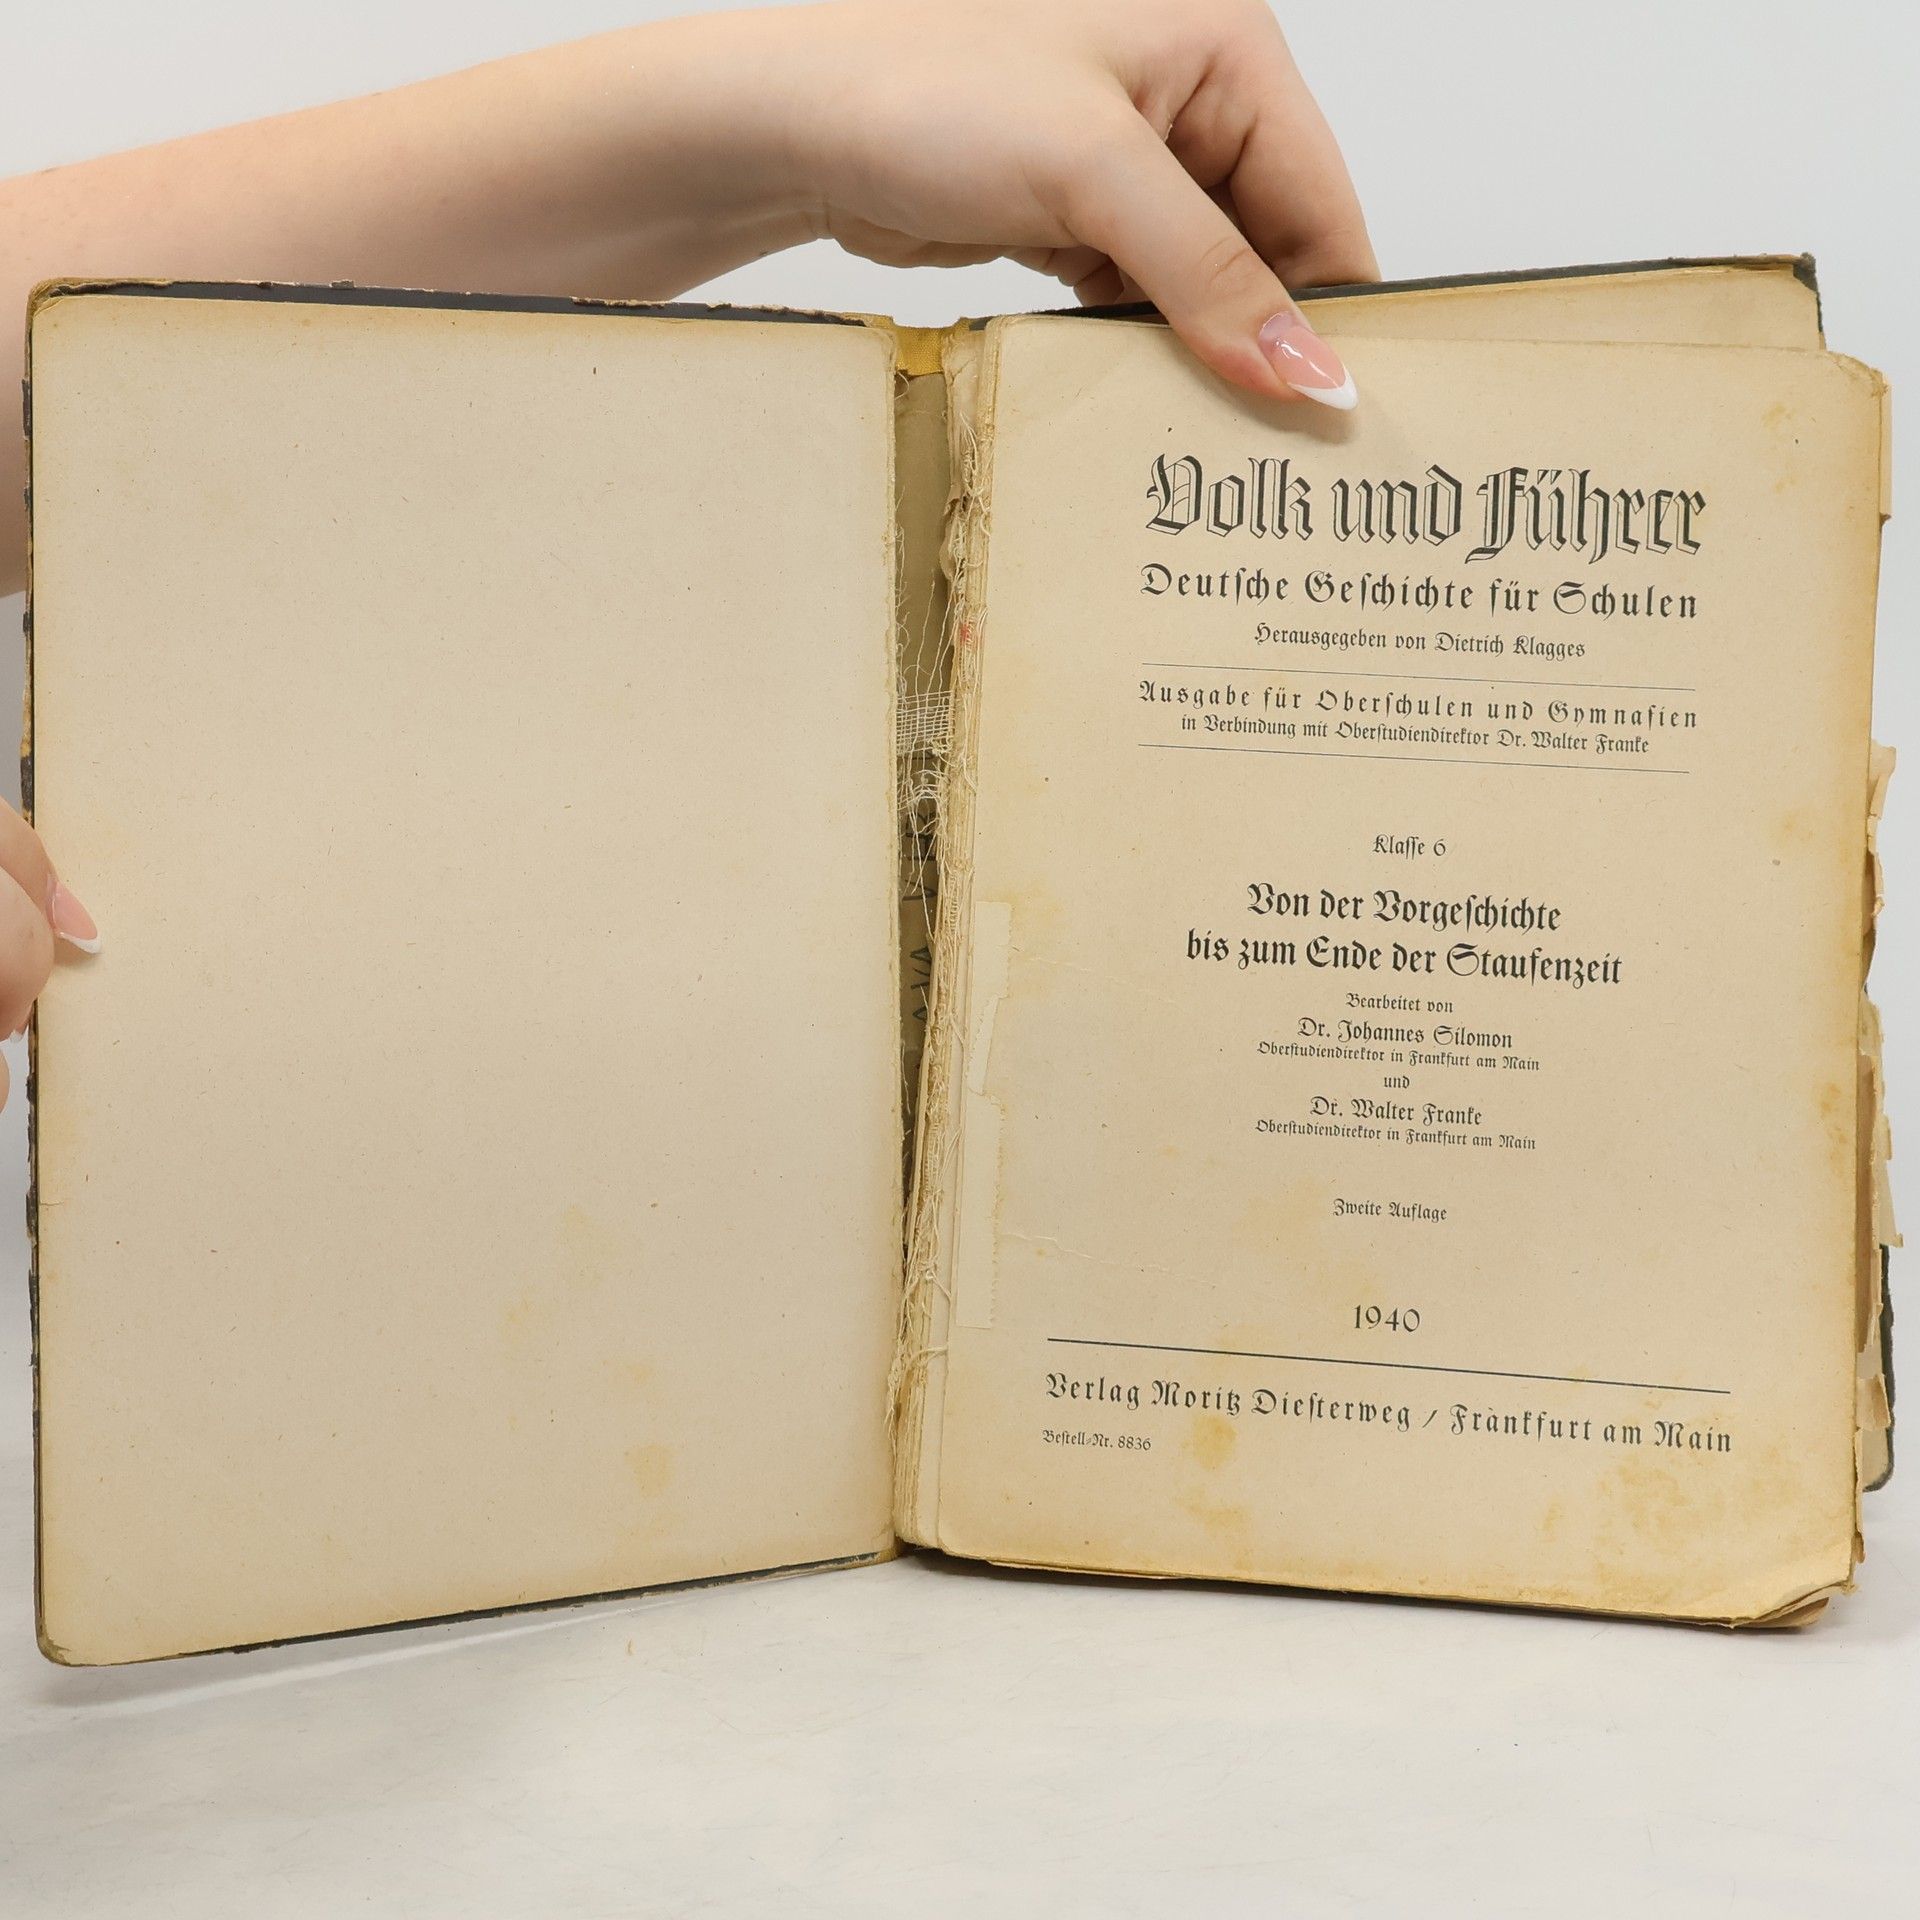 Volk und Führer
Deutſche Geſchichte für Schulen
Herausgegeben von Dietrich Klagges
Ausgabe für Oberſchulen und Gymnaſien
in Verbindung mit Oberſtudiendirektor Dr. Walter Franke
Klaſſe 6
Von der Vorgeſchichte
bis zum Ende der Staufenzeit
Bearbeitet von
Dr. Johannes Silomon
Oberſtudiendirektor in Frankfurt am Main
und
Dr. Walter Franke
Oberſtudiendirektor in Frankfurt am Main
Zweite Auflage
1940
Verlag Moritz Dieſterweg / Frankfurt am Main
Beſtell-Nr. 8836